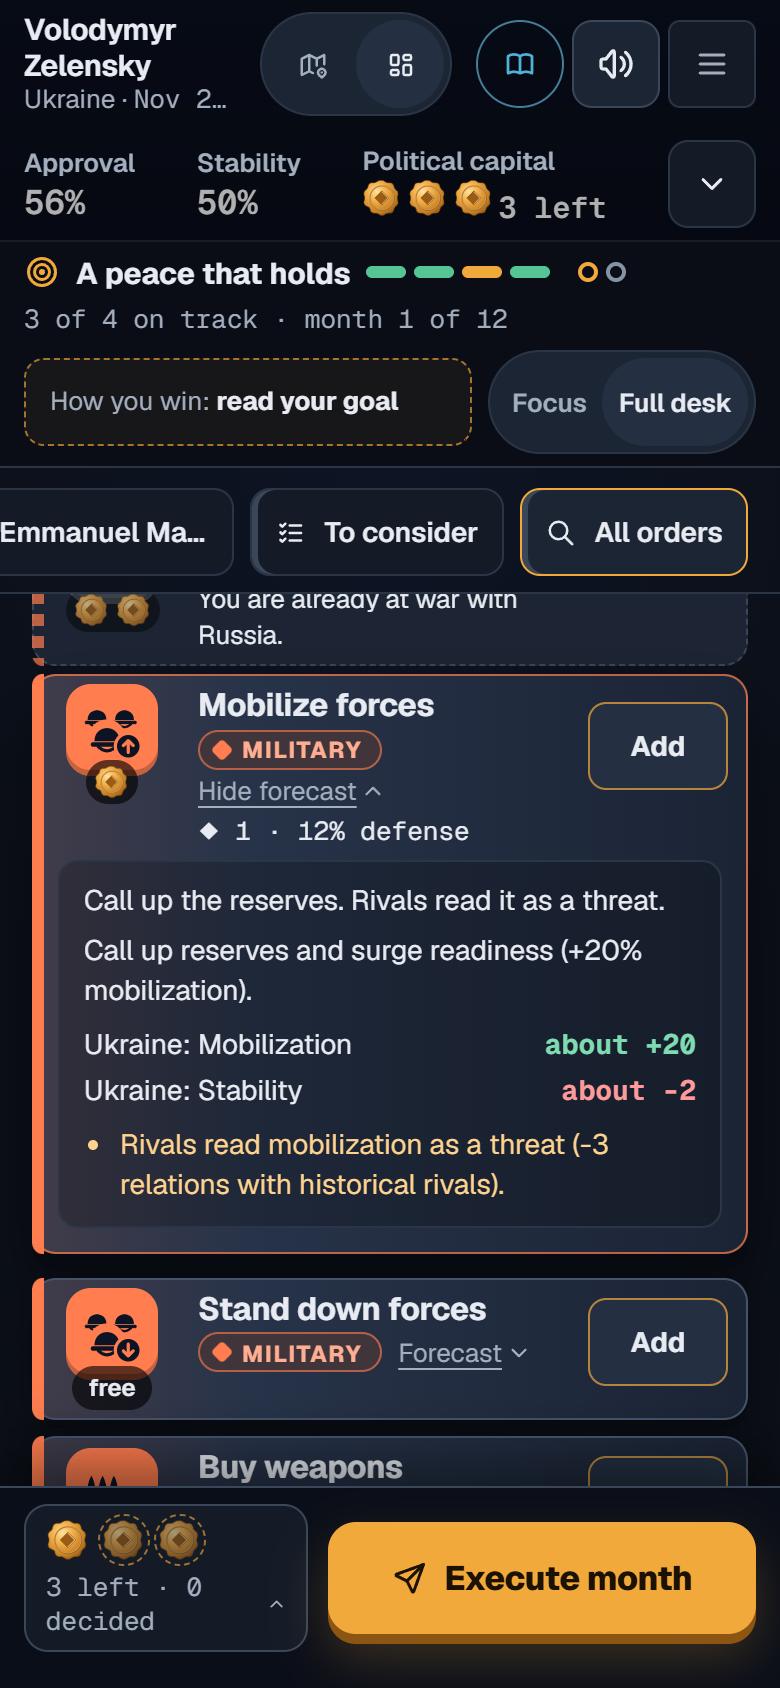 Volodymyr
Zelensky
Ukraine · Nov 2…
Approval
56%
Stability
50%
Political capital
3 left
A peace that holds
3 of 4 on track · month 1 of 12
How you win: read your goal
Focus
Full desk
Emmanuel Ma…
To consider
All orders
You are already at war with
Russia.
Mobilize forces
MILITARY
Add
Hide forecast
◆ 1 · 12% defense
Call up the reserves. Rivals read it as a threat.
Call up reserves and surge readiness (+20%
mobilization).
Ukraine: Mobilization about +20
Ukraine: Stability about -2
• Rivals read mobilization as a threat (-3
relations with historical rivals).
Stand down forces
MILITARY
Forecast
Add
free
Buy weapons
3 left · 0
decided
Execute month